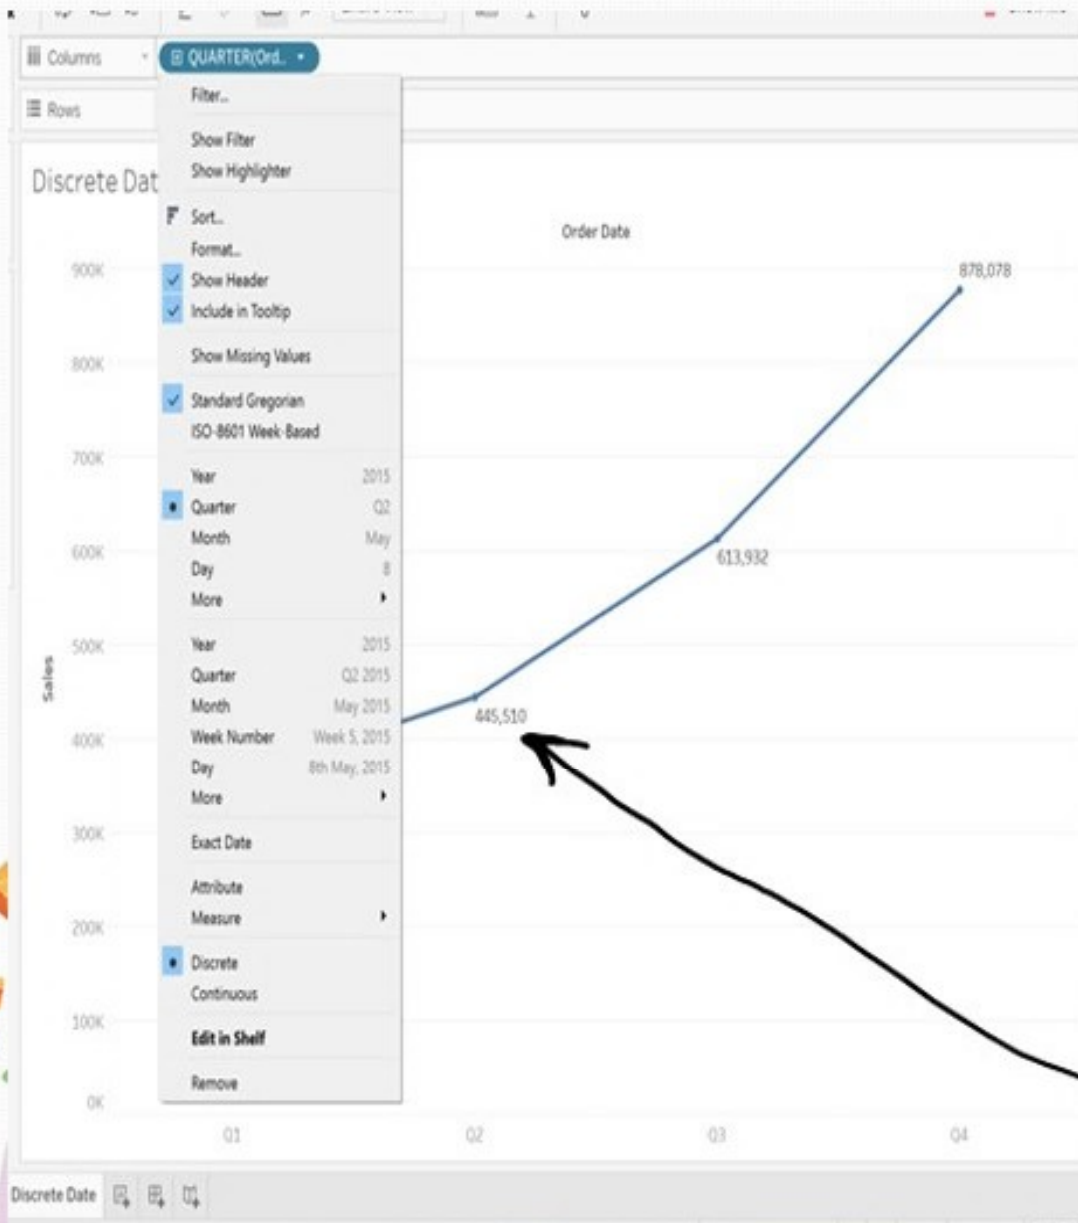 Columns
QUARTER(Ord..
Rows
Discrete Dat
Filter...
Show Filter
Show Highlighter
Sort...
Format...
Show Header
Include in Tooltip
Show Missing Values
Standard Gregorian
ISO-8601 Week-Based
Year 2015
Quarter Q2
Month May
Day 8
More
Year 2015
Quarter Q2 2015
Month May 2015
Week Number Week 5, 2015
Day 8th May, 2015
More
Exact Date
Attribute
Measure
Discrete
Continuous
Edit in Shelf
Remove
Order Date
Sales
900K
800K
700K
600K
500K
400K
300K
200K
100K
0K
878,078
613,932
445,510
Q1 Q2 Q3 Q4
Discrete Date